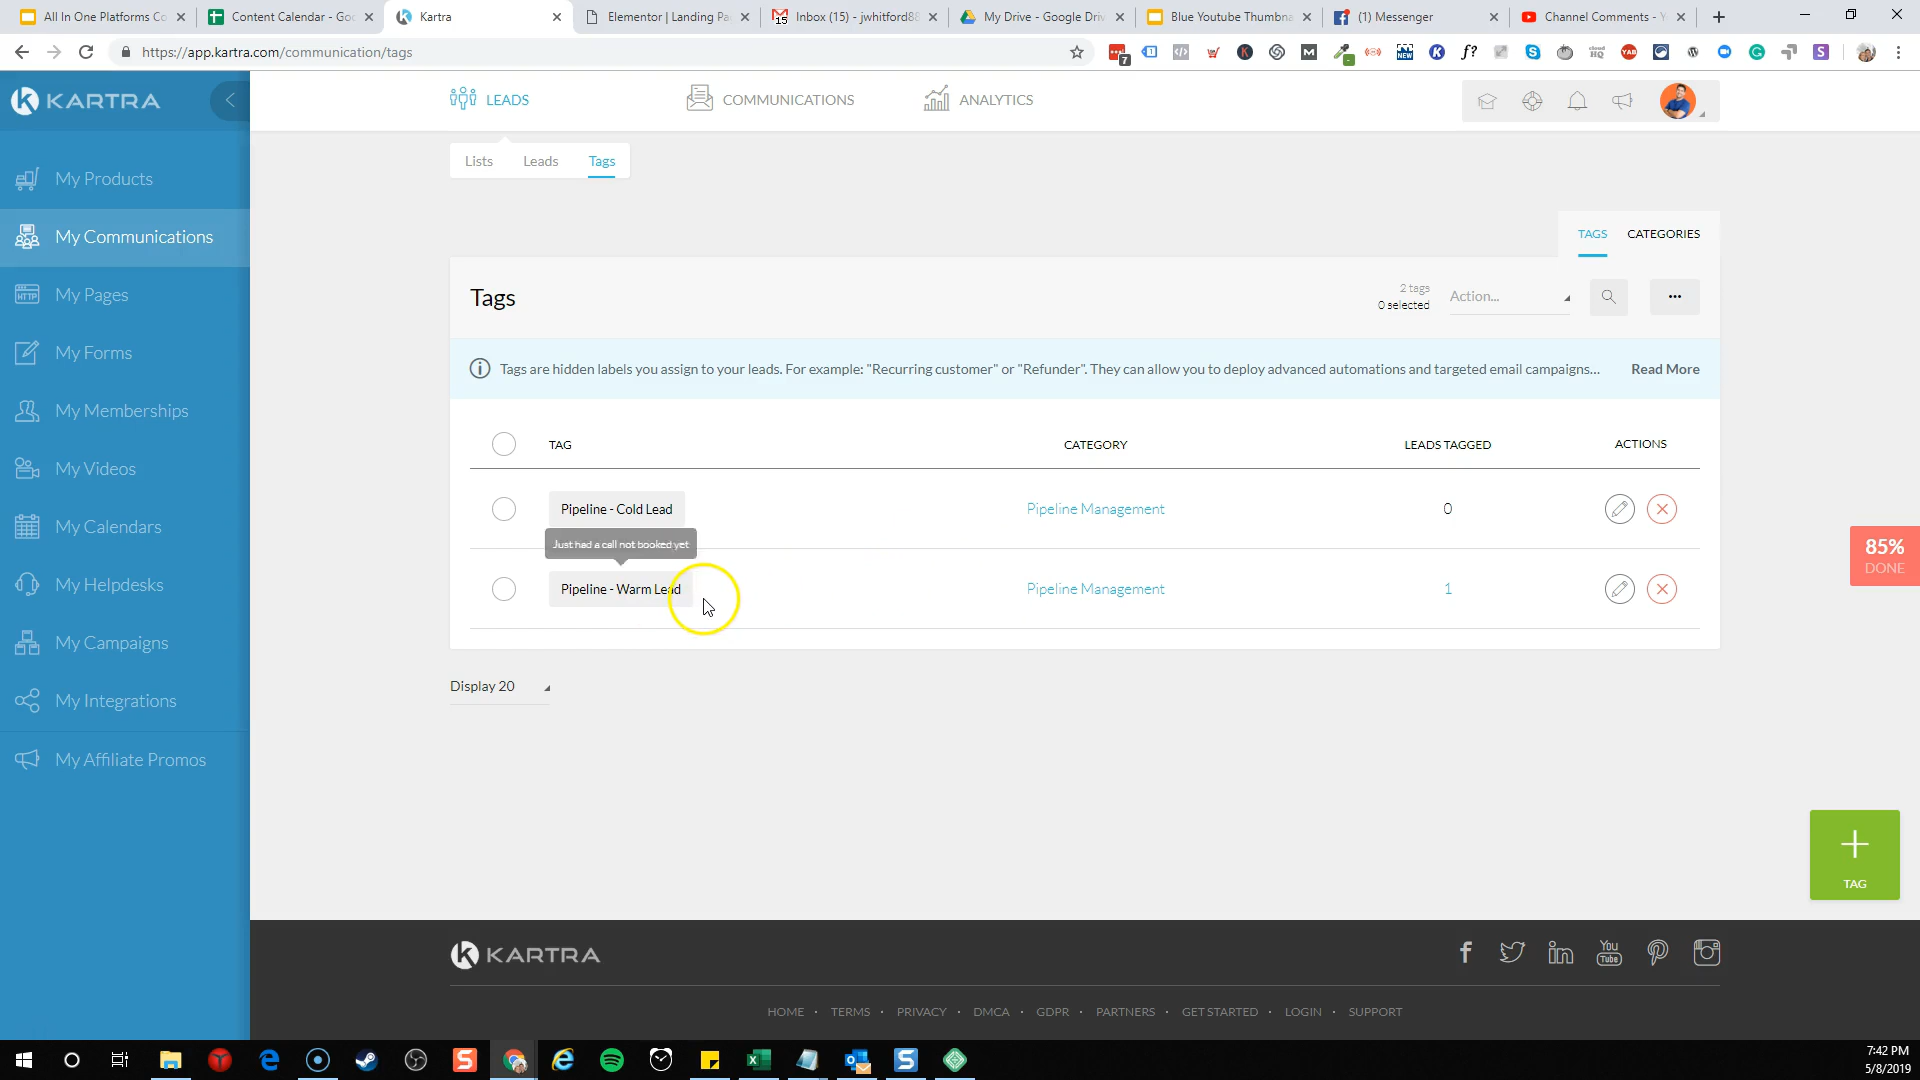 All In One Platforms Co
Content Calendar - Goo
Kartra
Elementor | Landing Pa
Inbox (15) - jwhitford88
My Drive - Google Driv
Blue Youtube Thumbna
(1) Messenger
Channel Comments - Y
https://app.kartra.com/communication/tags
KARTRA
LEADS
COMMUNICATIONS
ANALYTICS
Lists
Leads
Tags
My Products
My Communications
My Pages
My Forms
My Memberships
My Videos
My Calendars
My Helpdesks
My Campaigns
My Integrations
My Affiliate Promos
TAGS
CATEGORIES
Tags
2 tags
0 selected
Action...
Tags are hidden labels you assign to your leads. For example: "Recurring customer" or "Refunder". They can allow you to deploy advanced automations and targeted email campaigns...
Read More
TAG
CATEGORY
LEADS TAGGED
ACTIONS
Pipeline - Cold Lead
Pipeline Management
0
Just had a call not booked yet
Pipeline - Warm Lead
Pipeline Management
1
85%
DONE
Display 20
TAG
KARTRA
HOME · TERMS · PRIVACY · DMCA · GDPR · PARTNERS · GET STARTED · LOGIN · SUPPORT
7:42 PM
5/8/2019